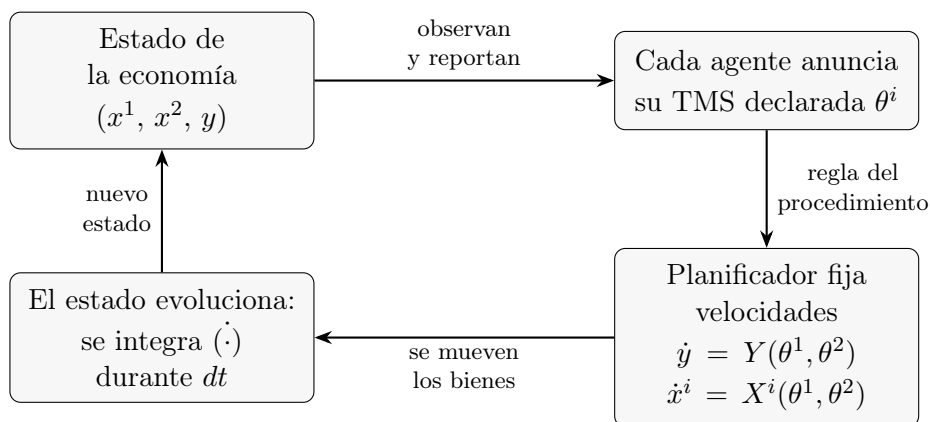 Estado de
la economía
(x¹, x², y)
observan
y reportan
Cada agente anuncia
su TMS declarada θⁱ
regla del
procedimiento
Planificador fija
velocidades
ẏ = Y(θ¹,θ²)
ẋⁱ = Xⁱ(θ¹,θ²)
se mueven
los bienes
El estado evoluciona:
se integra (⋅̇)
durante dt
nuevo
estado